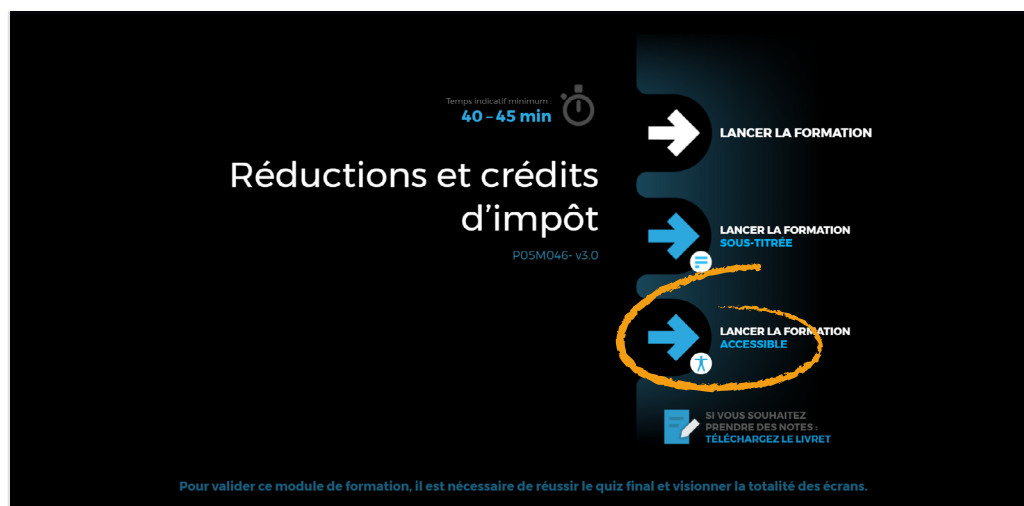 Temps indicatif minimum :
40 – 45 min
Réductions et crédits
d’impôt
P05M046- v3.0
LANCER LA FORMATION
LANCER LA FORMATION
SOUS-TITRÉE
LANCER LA FORMATION
ACCESSIBLE
SI VOUS SOUHAITEZ
PRENDRE DES NOTES :
TÉLÉCHARGEZ LE LIVRET
Pour valider ce module de formation, il est nécessaire de réussir le quiz final et visionner la totalité des écrans.